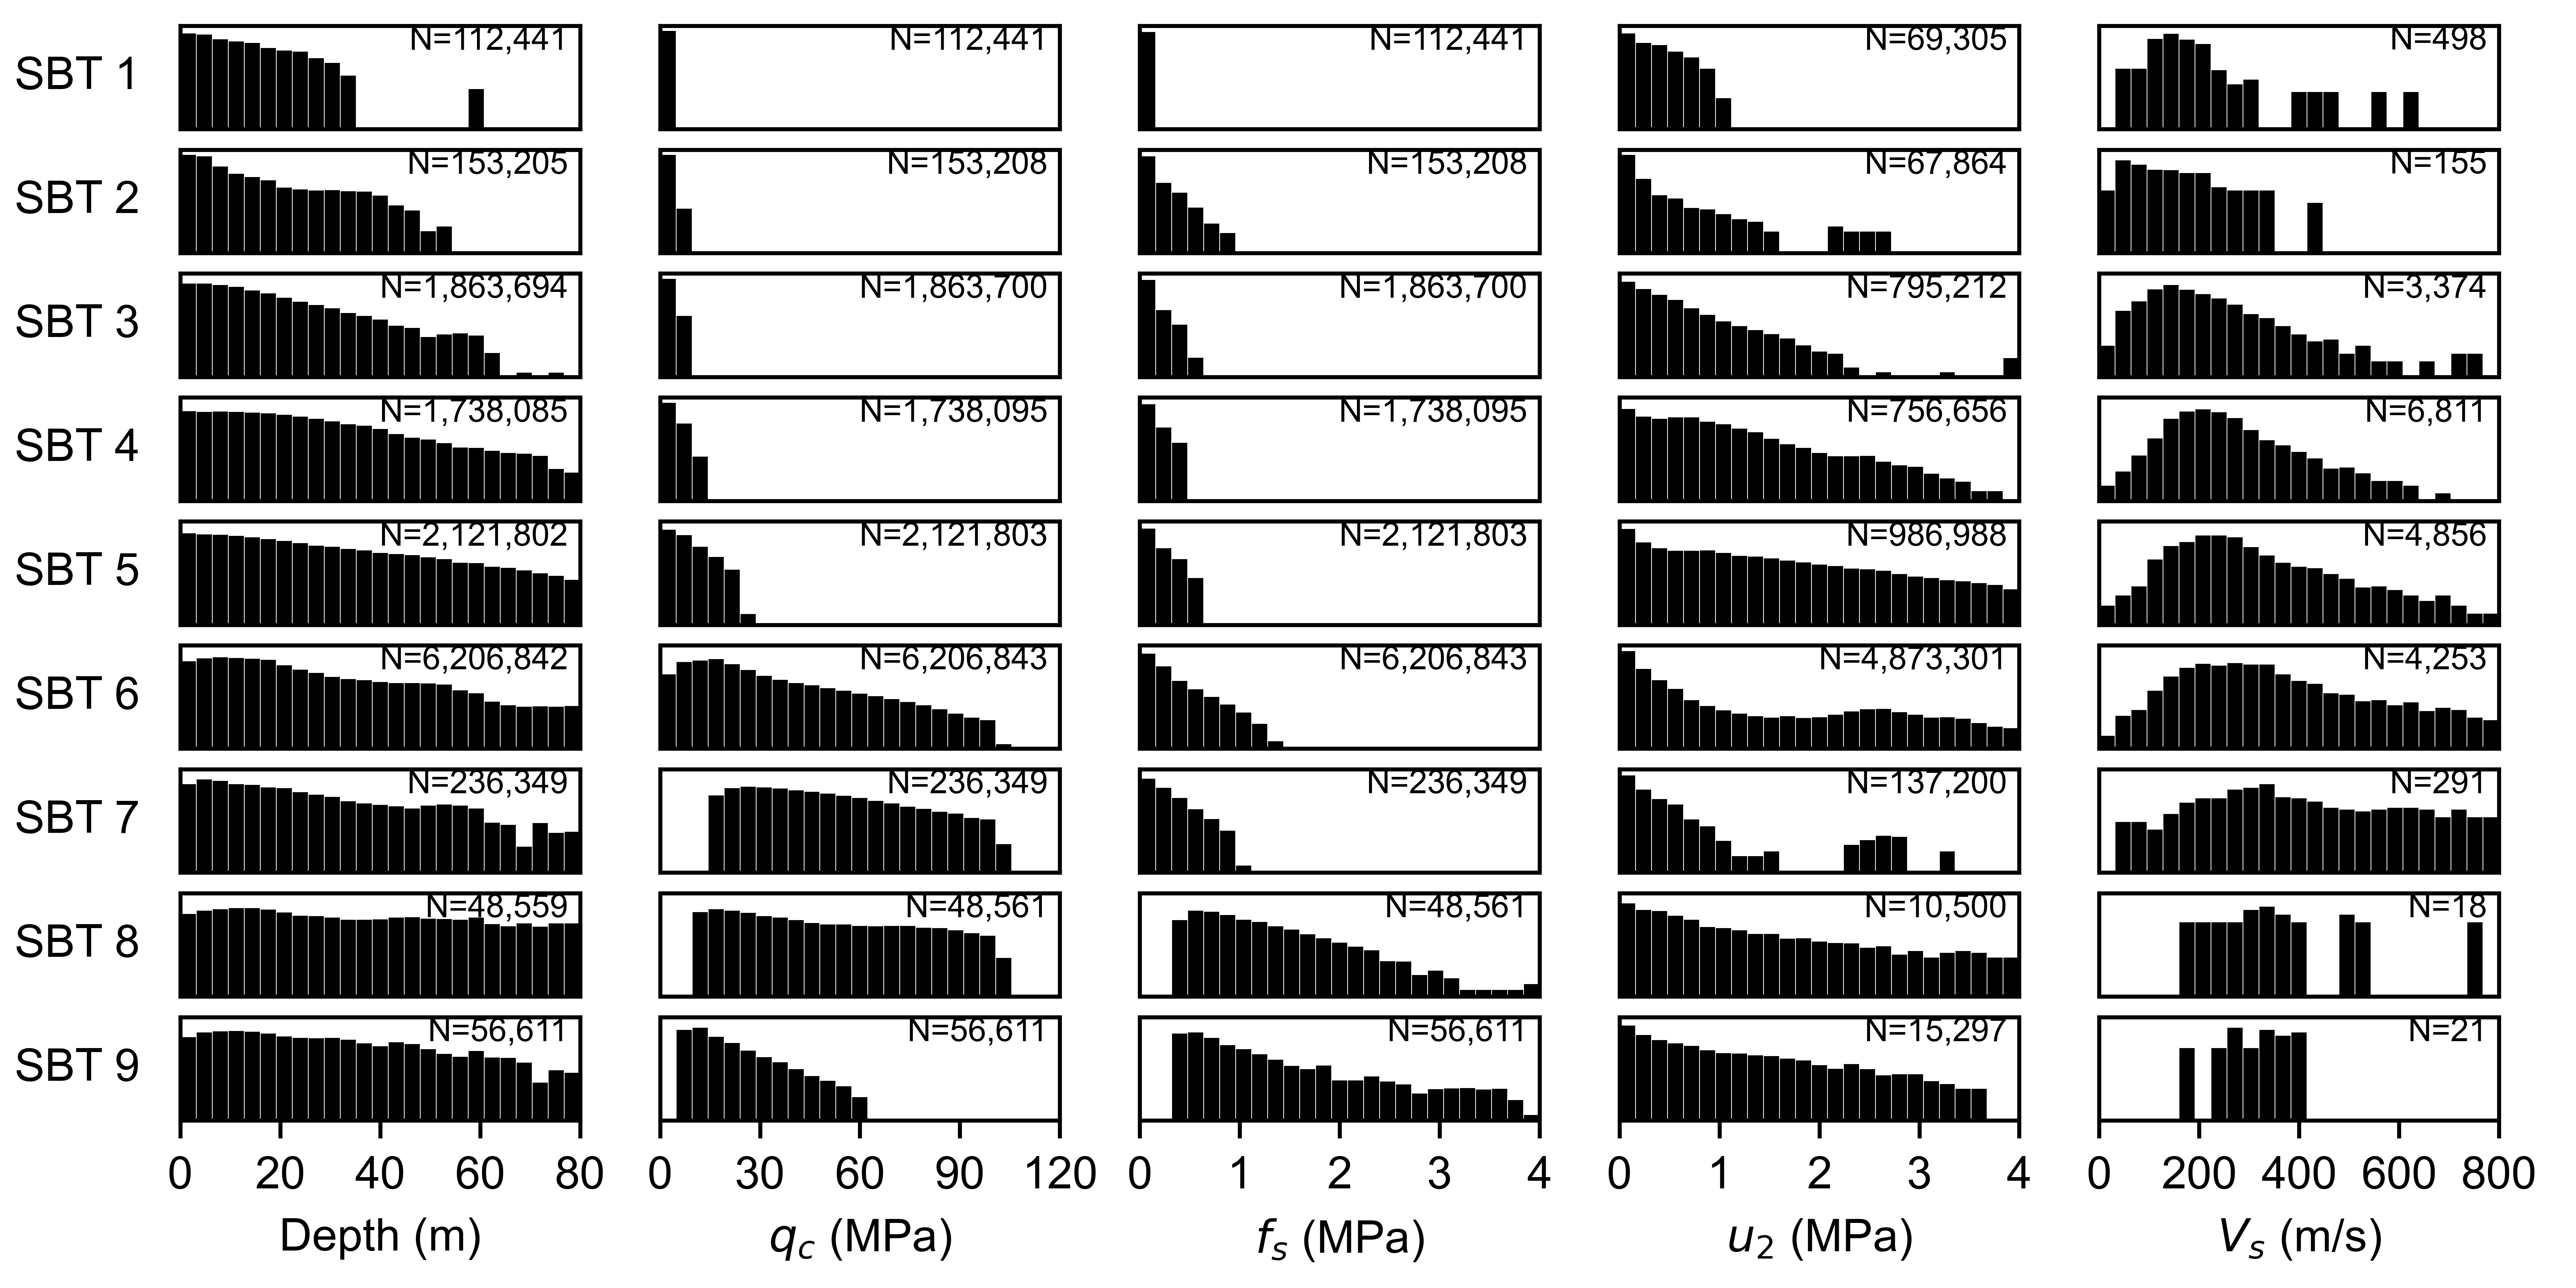 SBT 1 N=112,441 N=112,441 N=112,441 N=69,305 N=498
SBT 2 N=153,205 N=153,208 N=153,208 N=67,864 N=155
SBT 3 N=1,863,694 N=1,863,700 N=1,863,700 N=795,212 N=3,374
SBT 4 N=1,738,085 N=1,738,095 N=1,738,095 N=756,656 N=6,811
SBT 5 N=2,121,802 N=2,121,803 N=2,121,803 N=986,988 N=4,856
SBT 6 N=6,206,842 N=6,206,843 N=6,206,843 N=4,873,301 N=4,253
SBT 7 N=236,349 N=236,349 N=236,349 N=137,200 N=291
SBT 8 N=48,559 N=48,561 N=48,561 N=10,500 N=18
SBT 9 N=56,611 N=56,611 N=56,611 N=15,297 N=21
0 20 40 60 80 0 30 60 90 120 0 1 2 3 4 0 1 2 3 4 0 200 400 600 800
Depth (m) q_c (MPa) f_s (MPa) u_2 (MPa) V_s (m/s)